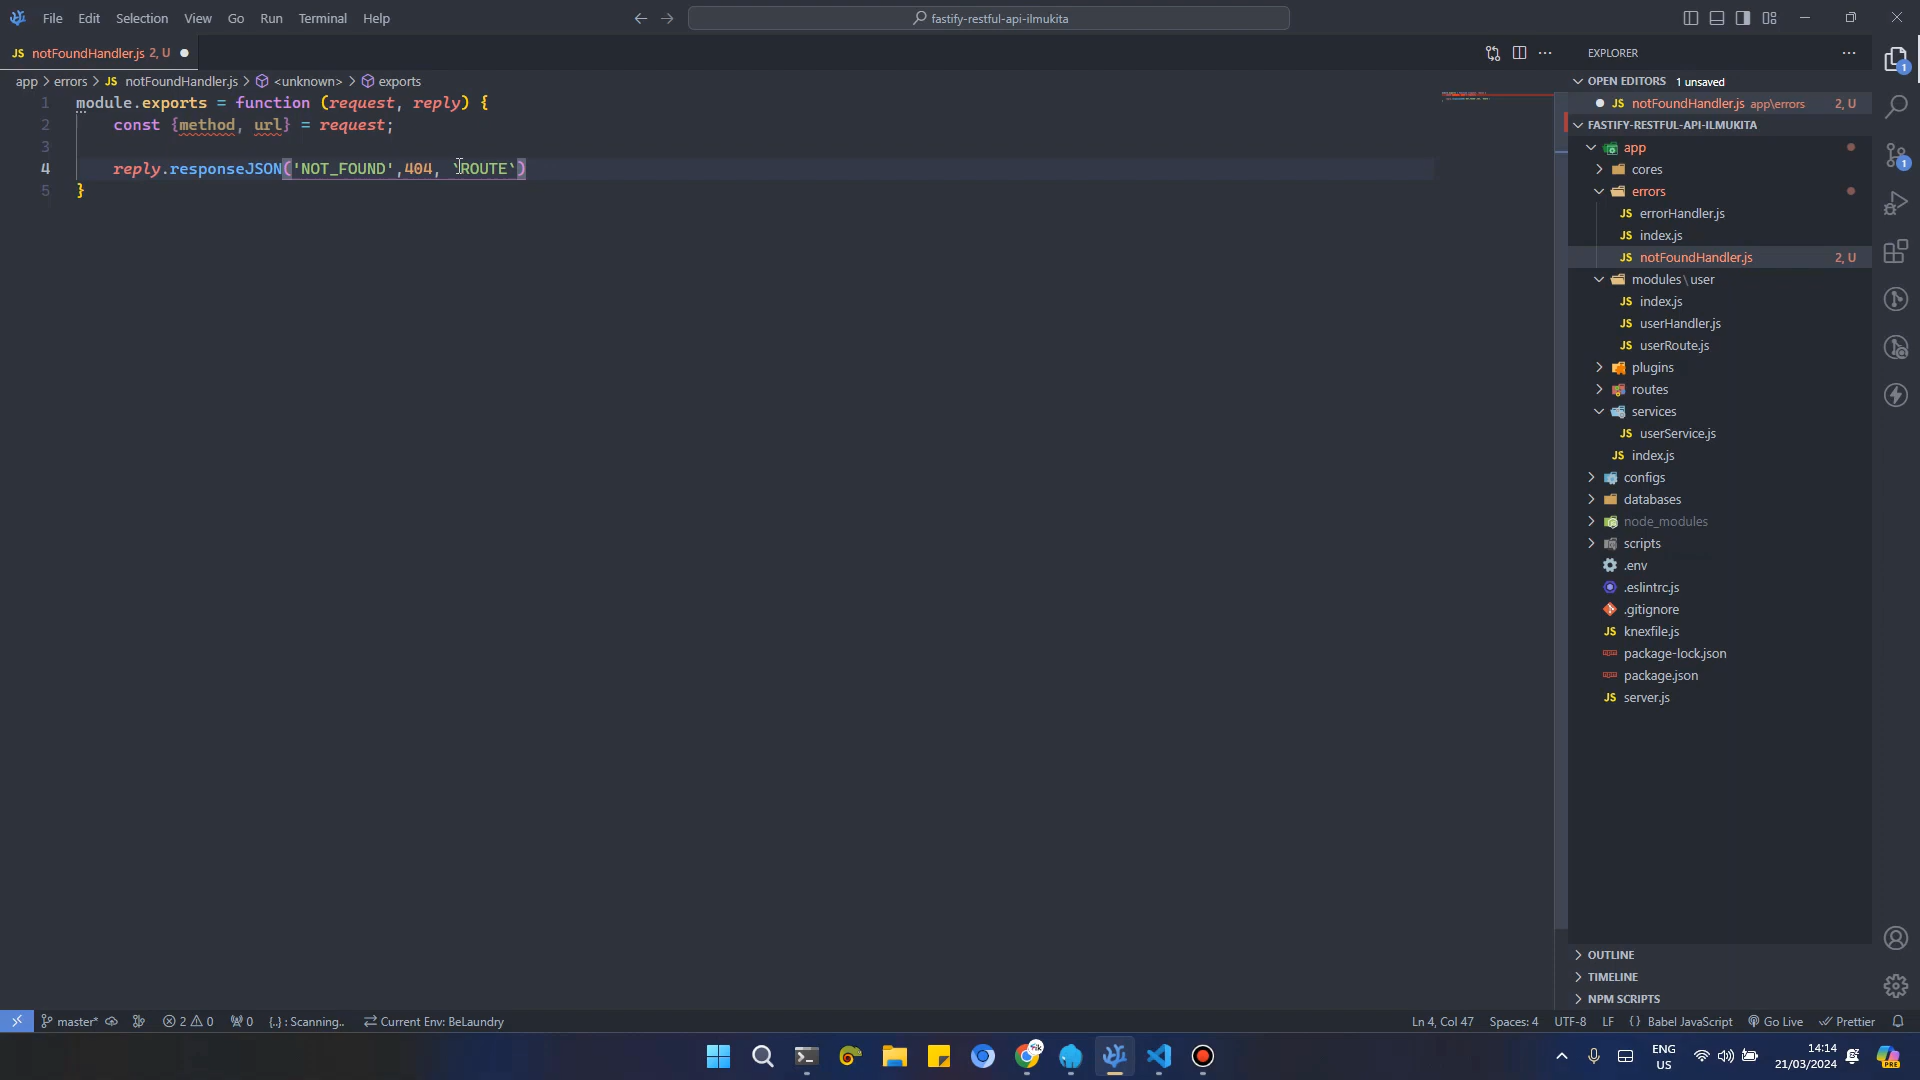 File Edit Selection View Go Run Terminal Help
fastify-restful-api-ilmukita
JS notFoundHandler.js 2, U
app > errors > JS notFoundHandler.js > <unknown> > exports
1 module.exports = function (request, reply) {
2 const {method, url} = request;
3
4 reply.responseJSON('NOT_FOUND',404, `ROUTE`)
5 }
EXPLORER
OPEN EDITORS 1 unsaved
JS notFoundHandler.js app\errors 2, U
FASTIFY-RESTFUL-API-ILMUKITA
app
cores
errors
JS errorHandler.js
JS index.js
JS notFoundHandler.js 2, U
modules\user
JS index.js
JS userHandler.js
JS userRoute.js
plugins
routes
services
JS userService.js
JS index.js
configs
databases
node_modules
scripts
.env
.eslintrc.js
.gitignore
JS knexfile.js
package-lock.json
package.json
JS server.js
OUTLINE
TIMELINE
NPM SCRIPTS
1
1
master* 2 0 0 {..} : Scanning.. Current Env: BeLaundry
Ln 4, Col 47 Spaces: 4 UTF-8 LF {} Babel JavaScript Go Live Prettier
ENG
US
14:14
21/03/2024
PRE